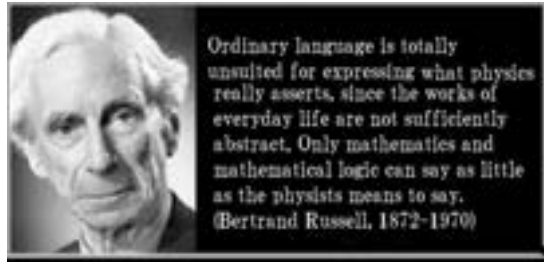 Ordinary language is totally
unsuited for expressing what physics
really asserts, since the works of
everyday life are not sufficiently
abstract. Only mathematics and
mathematical logic can say as little
as the physists means to say.
(Bertrand Russell, 1872-1970)